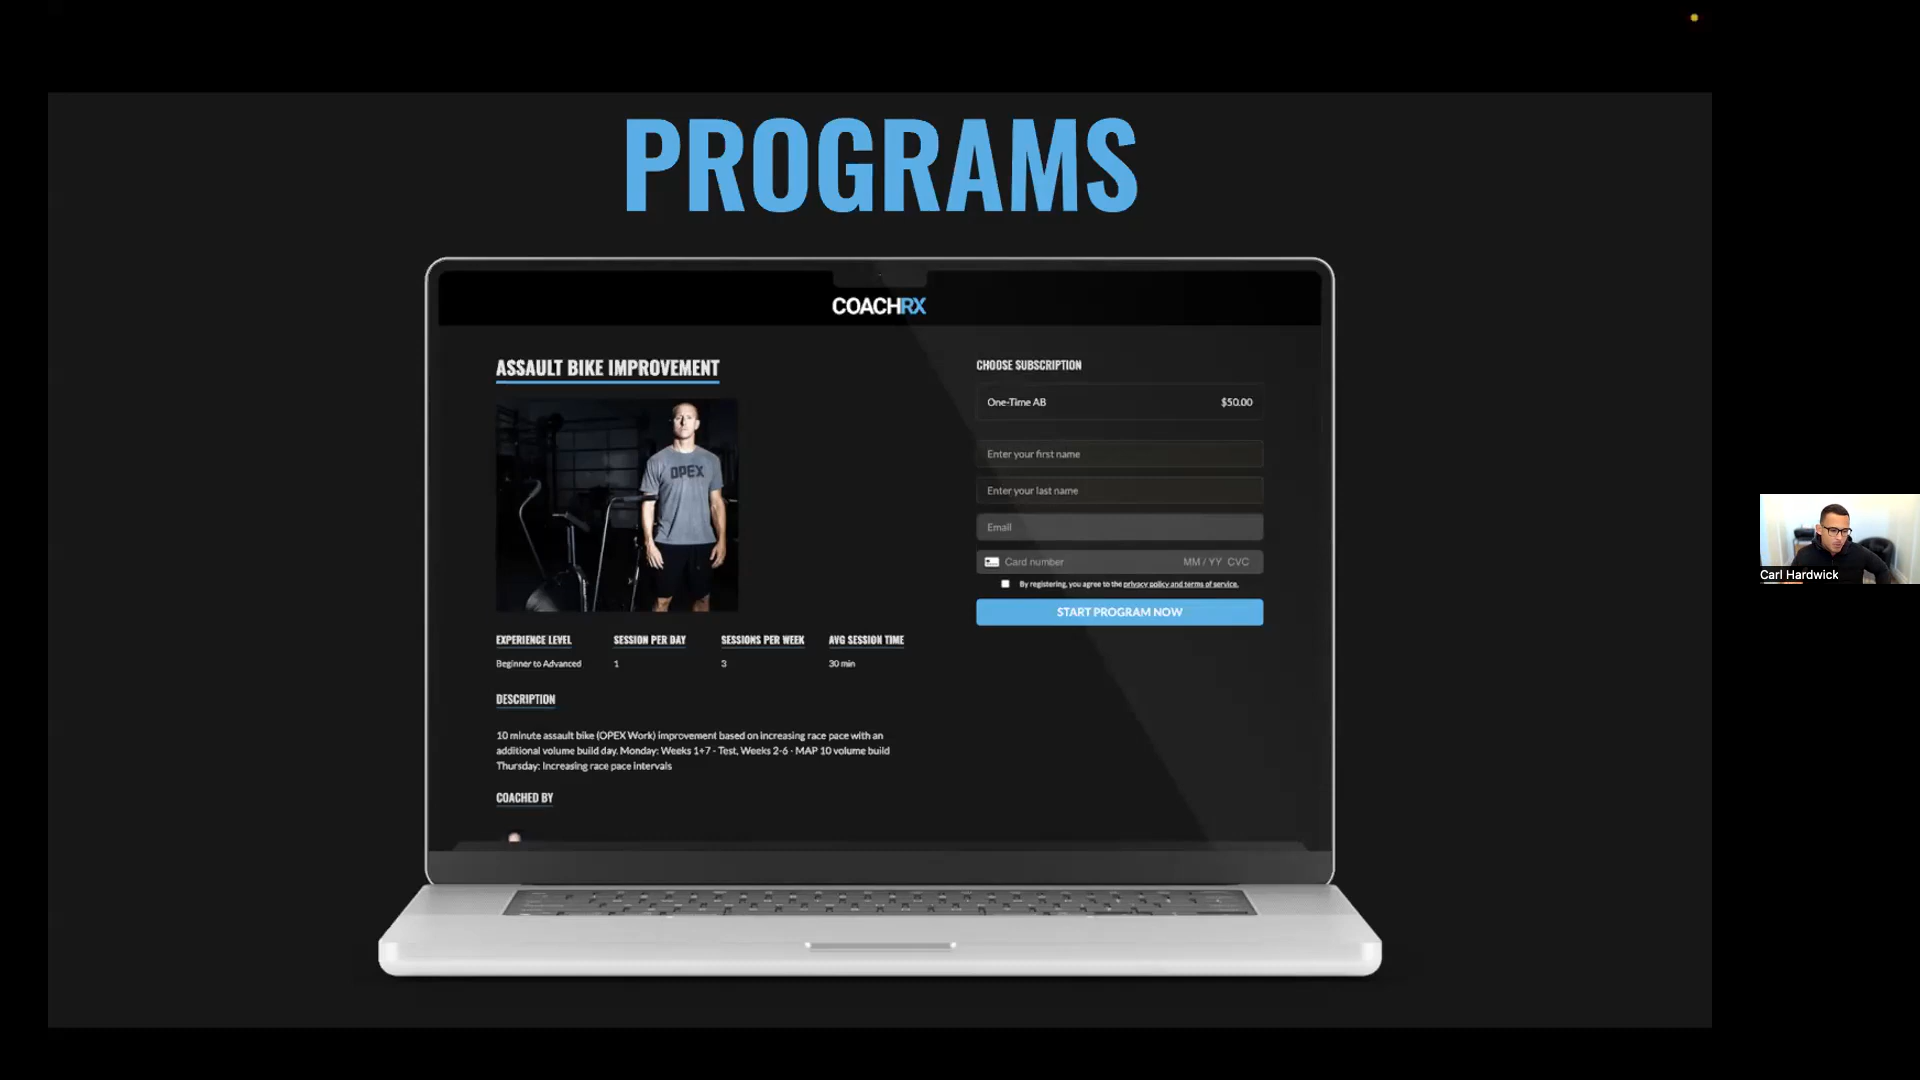 PROGRAMS
COACHRX
ASSAULT BIKE IMPROVEMENT
OPEX
EXPERIENCE LEVEL
SESSION PER DAY
SESSIONS PER WEEK
AVG SESSION TIME
Beginner to Advanced
1
3
30 min
DESCRIPTION
10 minute assault bike (OPEX Work) improvement based on increasing race pace with an
additional volume build day. Monday: Weeks 1+7 - Test, Weeks 2-6 - MAP 10 volume build
Thursday: Increasing race pace intervals
COACHED BY
CHOOSE SUBSCRIPTION
One-Time AB $50.00
Enter your first name
Enter your last name
Email
Card number MM / YY CVC
By registering, you agree to the privacy policy and terms of service.
START PROGRAM NOW
Carl Hardwick